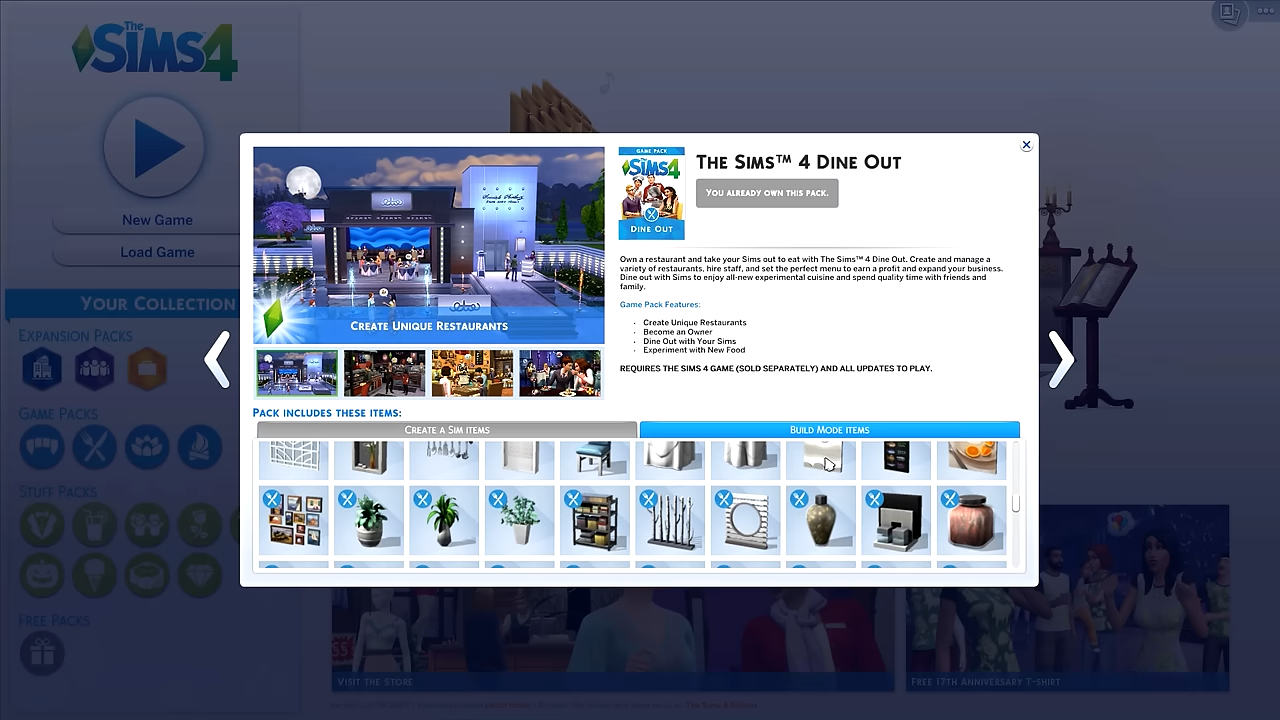 The SIMS 4
New Game
Load Game
Your Collection
Expansion Packs
Game Packs
Stuff Packs
Free Packs
Create Unique Restaurants
GAME PACK
The SIMS 4
DINE OUT
The Sims™ 4 Dine Out
You already own this pack.
Own a restaurant and take your Sims out to eat with The Sims™ 4 Dine Out. Create and manage a
variety of restaurants, hire staff, and set the perfect menu to earn a profit and expand your business.
Dine out with Sims to enjoy all-new experimental cuisine and spend quality time with friends and
family.
Game Pack Features:
· Create Unique Restaurants
· Become an Owner
· Dine Out with Your Sims
· Experiment with New Food
REQUIRES THE SIMS 4 GAME (SOLD SEPARATELY) AND ALL UPDATES TO PLAY.
Pack includes these items:
Create a Sim items
Build Mode items
Visit the Store
Free 17th Anniversary T-shirt